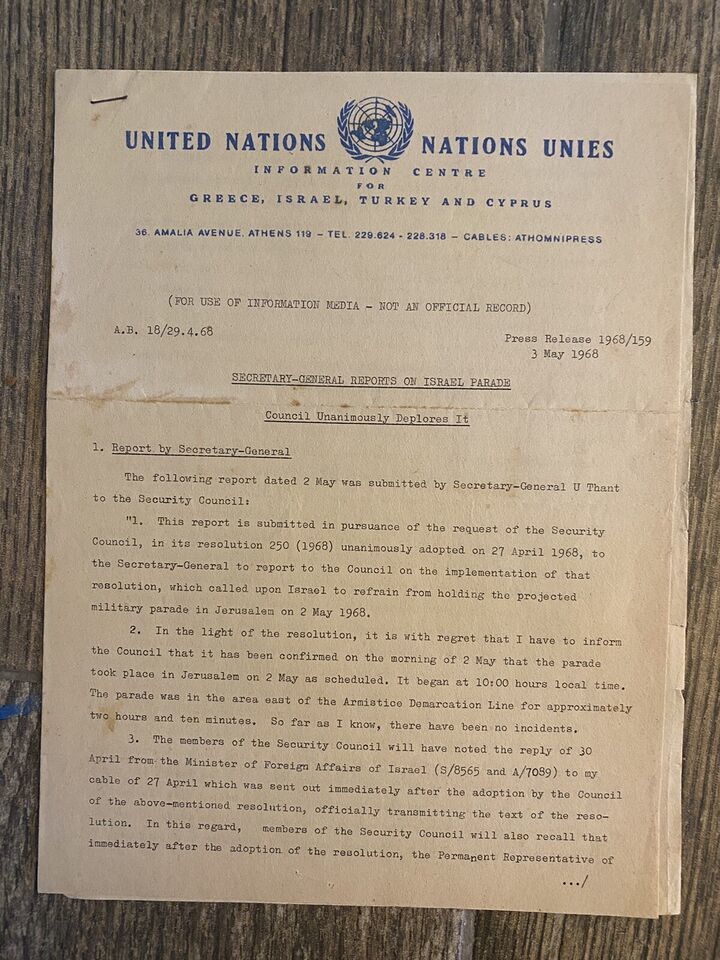 UNITED NATIONS NATIONS UNIES
INFORMATION CENTRE
FOR
GREECE, ISRAEL, TURKEY AND CYPRUS
36, AMALIA AVENUE, ATHENS 119 – TEL. 229.624 - 228.318 – CABLES: ATHOMNIPRESS
(FOR USE OF INFORMATION MEDIA - NOT AN OFFICIAL RECORD)
A.B. 18/29.4.68
Press Release 1968/159
3 May 1968
SECRETARY-GENERAL REPORTS ON ISRAEL PARADE
Council Unanimously Deplores It
1. Report by Secretary-General
The following report dated 2 May was submitted by Secretary-General U Thant
to the Security Council:
"1. This report is submitted in pursuance of the request of the Security
Council, in its resolution 250 (1968) unanimously adopted on 27 April 1968, to
the Secretary-General to report to the Council on the implementation of that
resolution, which called upon Israel to refrain from holding the projected
military parade in Jerusalem on 2 May 1968.
2. In the light of the resolution, it is with regret that I have to inform
the Council that it has been confirmed on the morning of 2 May that the parade
took place in Jerusalem on 2 May as scheduled. It began at 10:00 hours local time.
The parade was in the area east of the Armistice Demarcation Line for approximately
two hours and ten minutes. So far as I know, there have been no incidents.
3. The members of the Security Council will have noted the reply of 30
April from the Minister of Foreign Affairs of Israel (S/8565 and A/7089) to my
cable of 27 April which was sent out immediately after the adoption by the Council
of the above-mentioned resolution, officially transmitting the text of the reso-
lution. In this regard, members of the Security Council will also recall that
immediately after the adoption of the resolution, the Permanent Representative of
.../